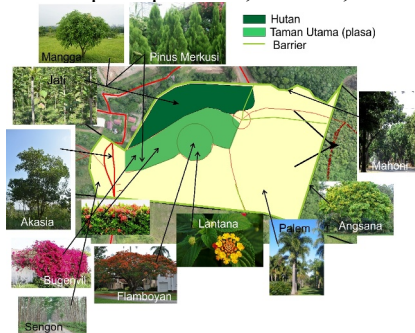 Hutan
Taman Utama (plasa)
Barrier
Mangga
Pinus Merkusi
Jati
Mahoni
Akasia
Lantana
Palem
Angsana
Bugenvil
Flamboyan
Sengon